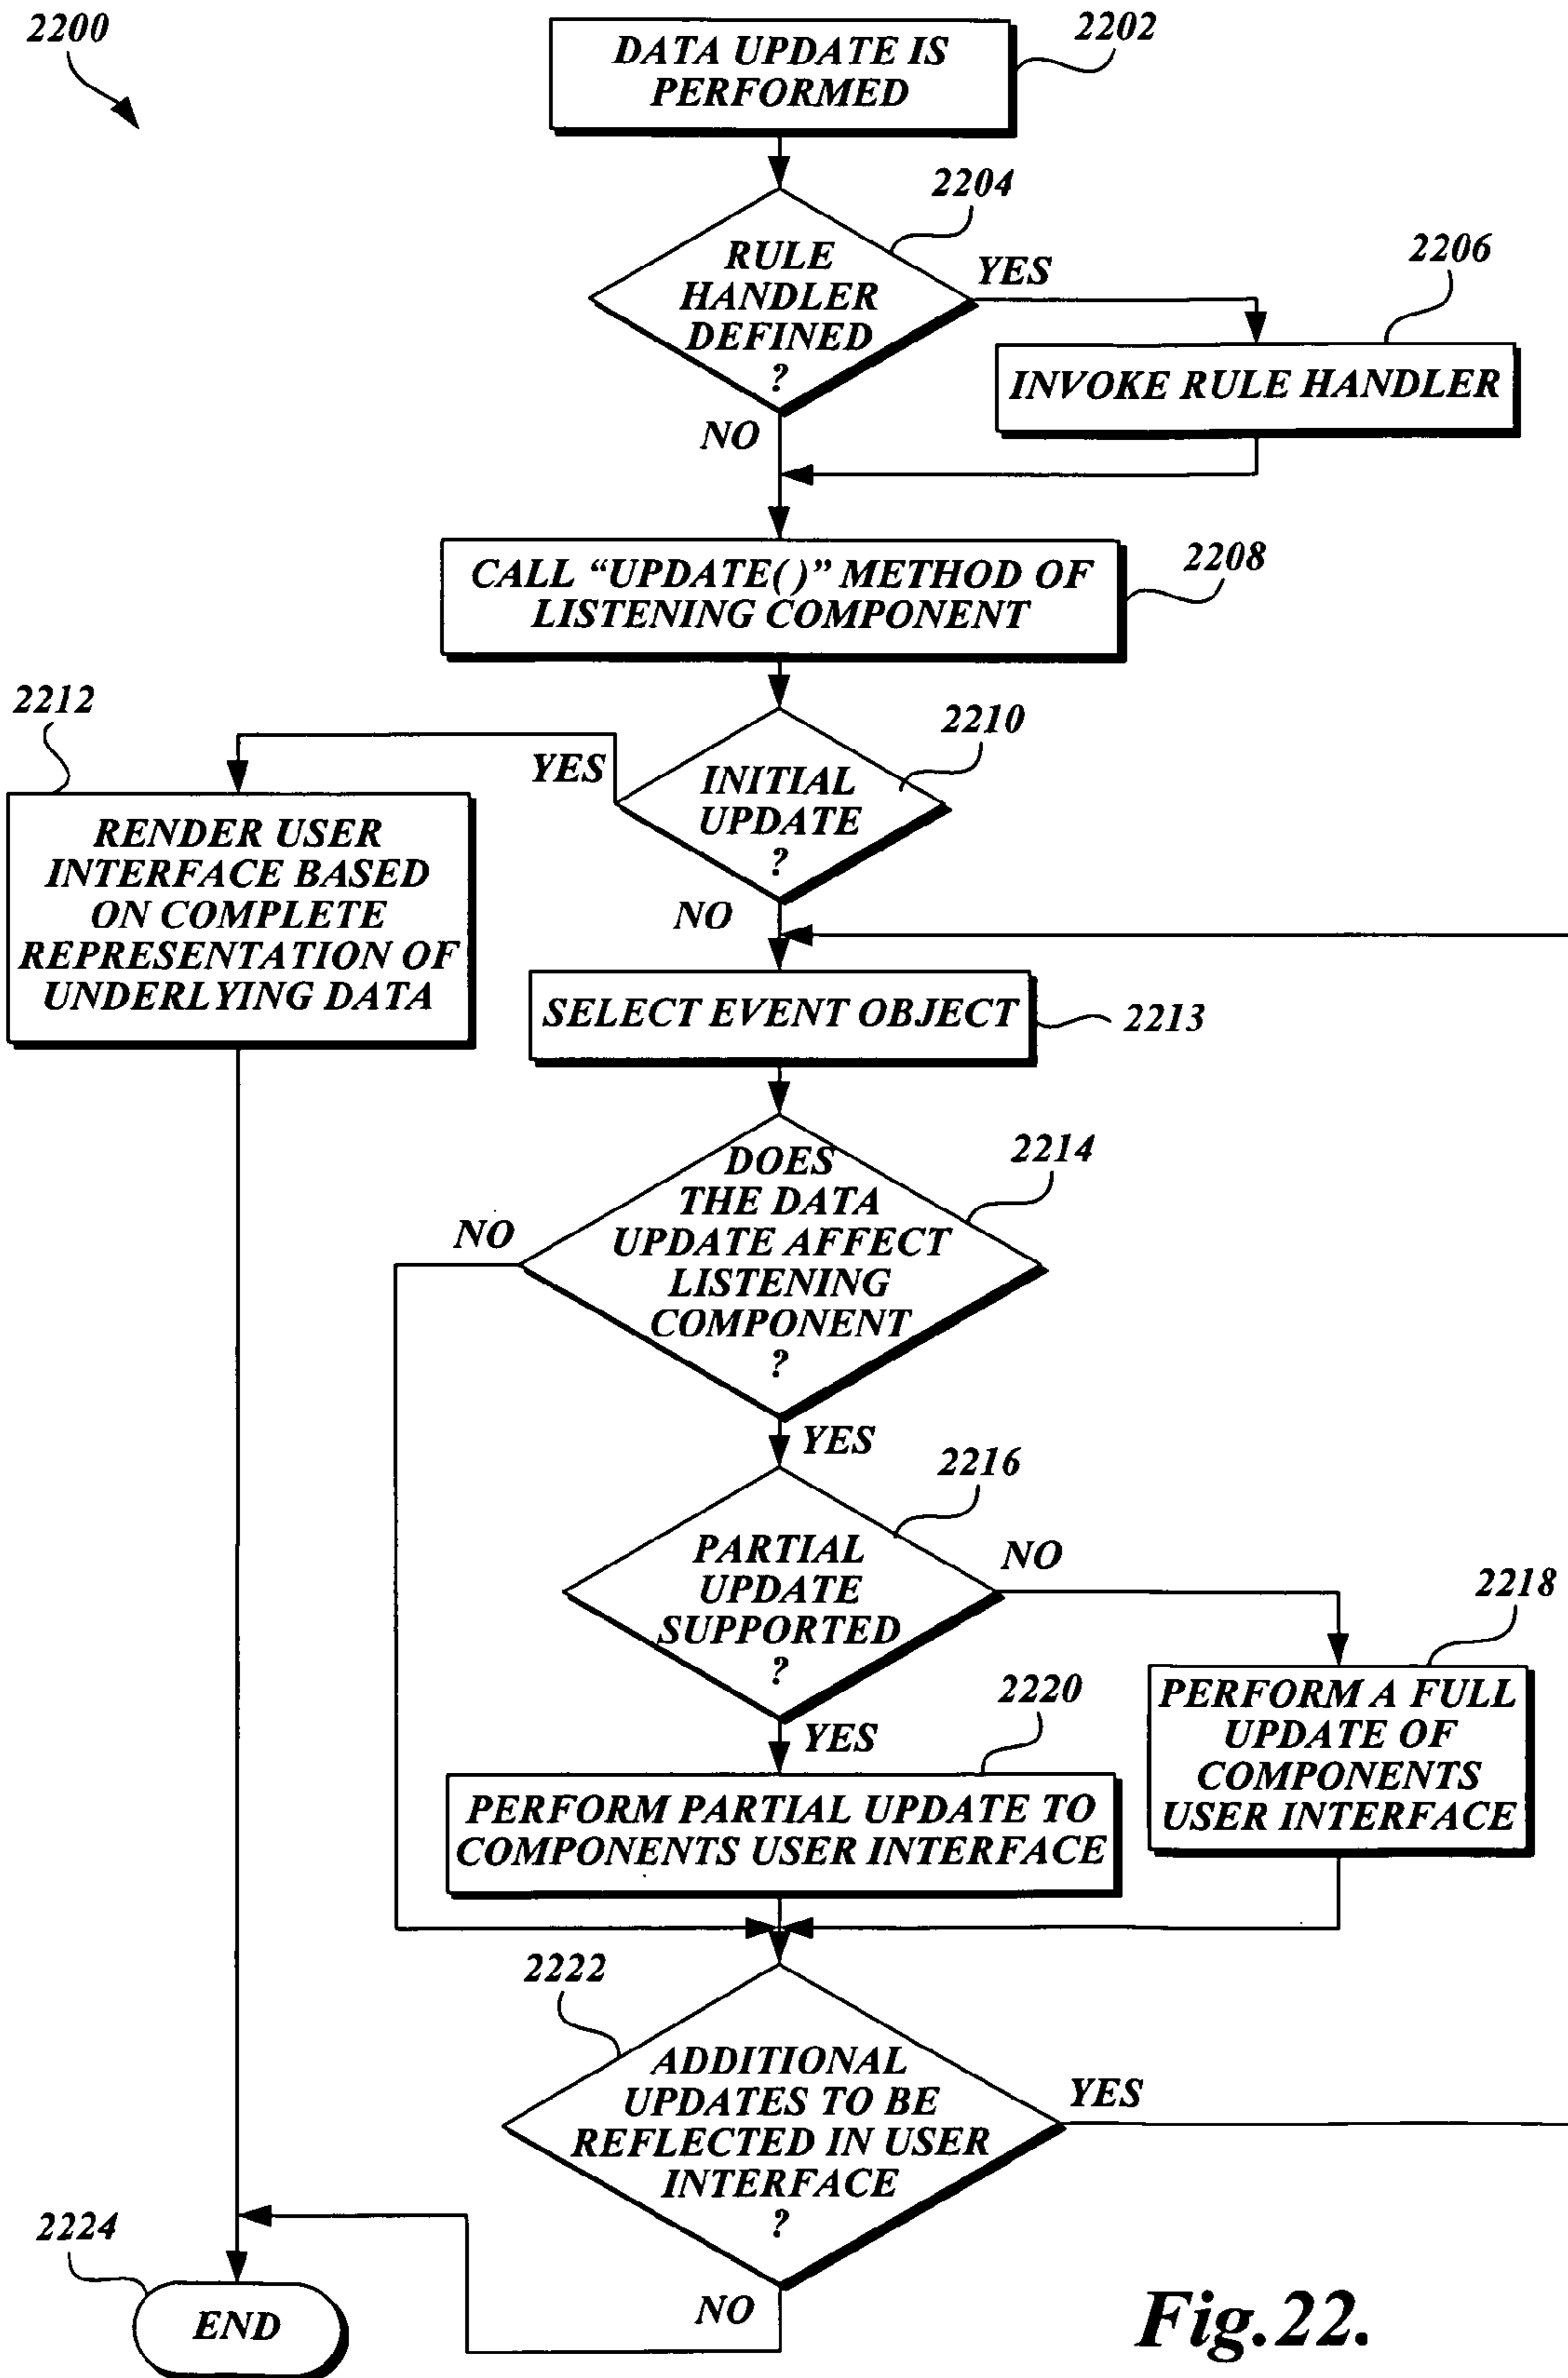 2200
DATA UPDATE IS
PERFORMED
2202
2204
RULE
HANDLER
DEFINED
?
YES
2206
INVOKE RULE HANDLER
NO
CALL “UPDATE( )” METHOD OF
LISTENING COMPONENT
2208
2212
2210
YES
INITIAL
UPDATE
?
RENDER USER
INTERFACE BASED
ON COMPLETE
REPRESENTATION OF
UNDERLYING DATA
NO
SELECT EVENT OBJECT
2213
2214
DOES
THE DATA
UPDATE AFFECT
LISTENING
COMPONENT
?
NO
YES
2216
PARTIAL
UPDATE
SUPPORTED
?
NO
2218
PERFORM A FULL
UPDATE OF
COMPONENTS
USER INTERFACE
YES
2220
PERFORM PARTIAL UPDATE TO
COMPONENTS USER INTERFACE
2222
ADDITIONAL
UPDATES TO BE
REFLECTED IN USER
INTERFACE
?
YES
NO
2224
END
Fig.22.